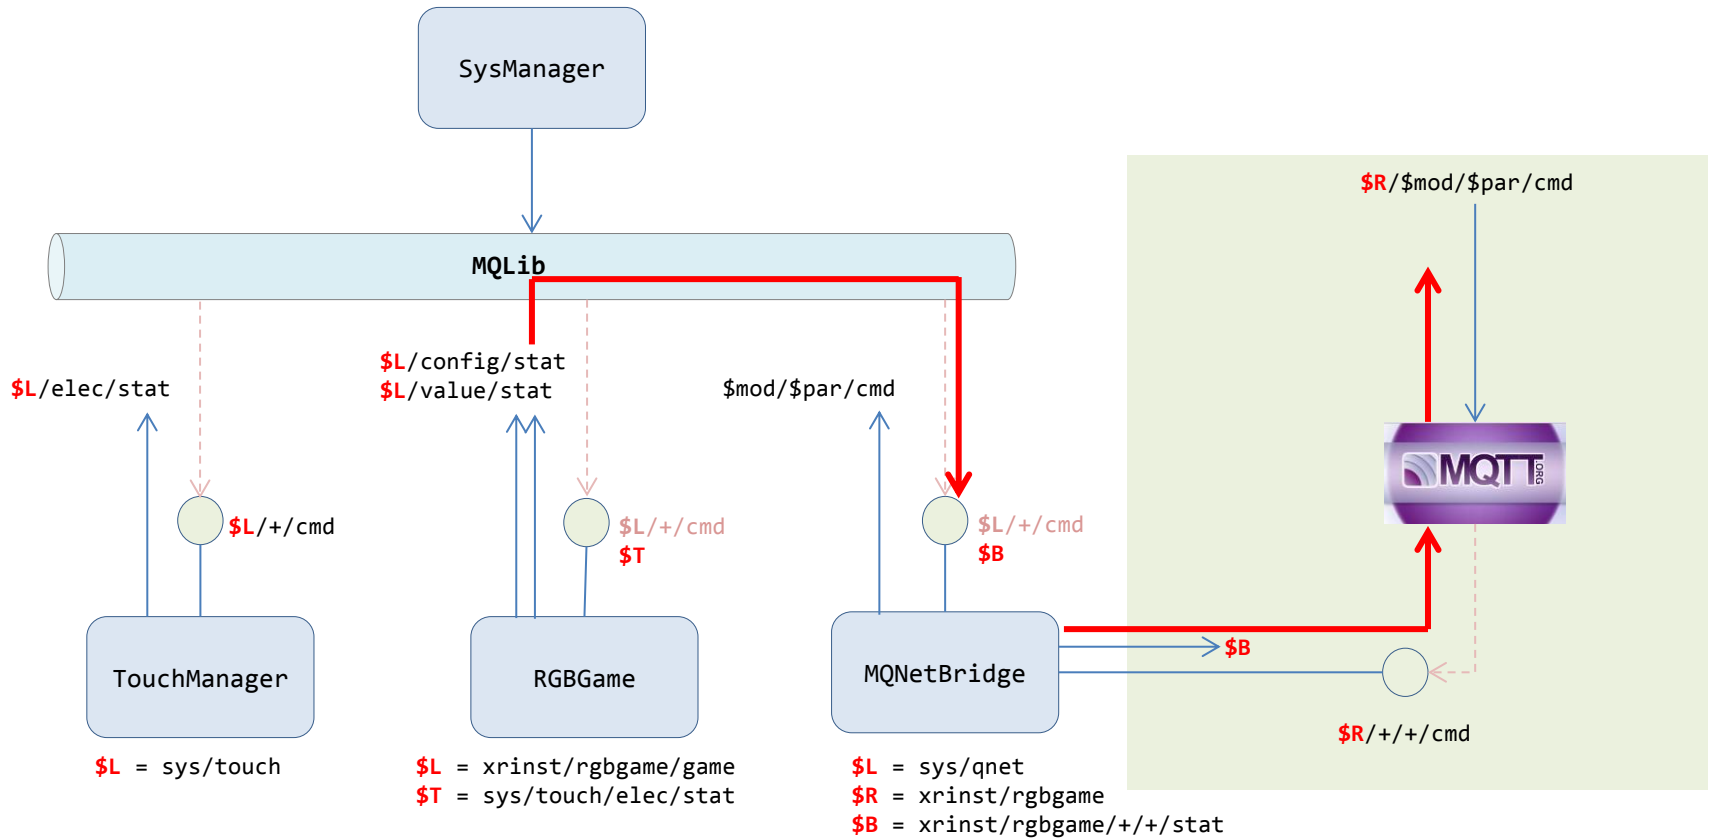 SysManager
$R/$mod/$par/cmd
MQLib
$L/config/stat
$L/elec/stat
$L/value/stat
$mod/$par/cmd
MQTT.ORG
$L/+/cmd
$L/+/cmd
$T
$L/+/cmd
$B
$B
TouchManager
RGBGame
MQNetBridge
$R/+/+/cmd
$L = sys/touch
$L = xrinst/rgbgame/game
$T = sys/touch/elec/stat
$L = sys/qnet
$R = xrinst/rgbgame
$B = xrinst/rgbgame/+/+/stat